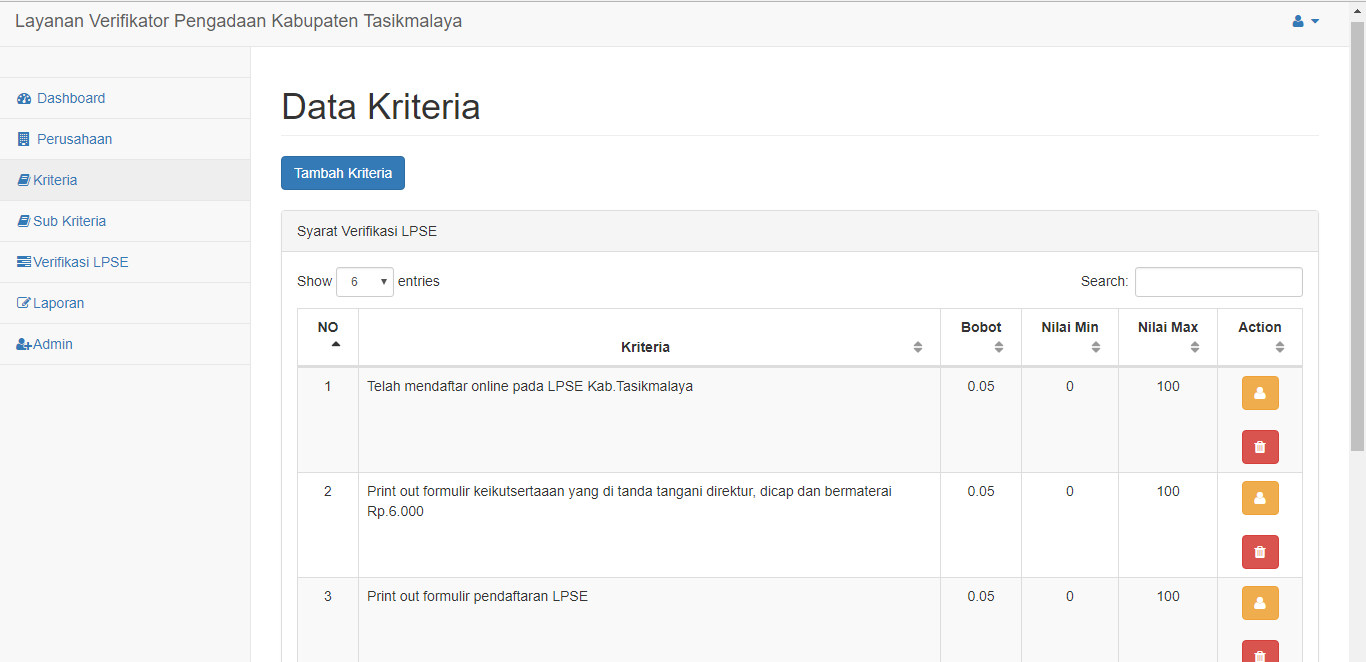 Layanan Verifikator Pengadaan Kabupaten Tasikmalaya
Dashboard
Perusahaan
Kriteria
Sub Kriteria
Verifikasi LPSE
Laporan
Admin
Data Kriteria
Tambah Kriteria
Syarat Verifikasi LPSE
Show 6 entries Search:
NO Kriteria Bobot Nilai Min Nilai Max Action
1 Telah mendaftar online pada LPSE Kab.Tasikmalaya 0.05 0 100
2 Print out formulir keikutsertaaan yang di tanda tangani direktur, dicap dan bermaterai 0.05 0 100
Rp.6.000
3 Print out formulir pendaftaran LPSE 0.05 0 100